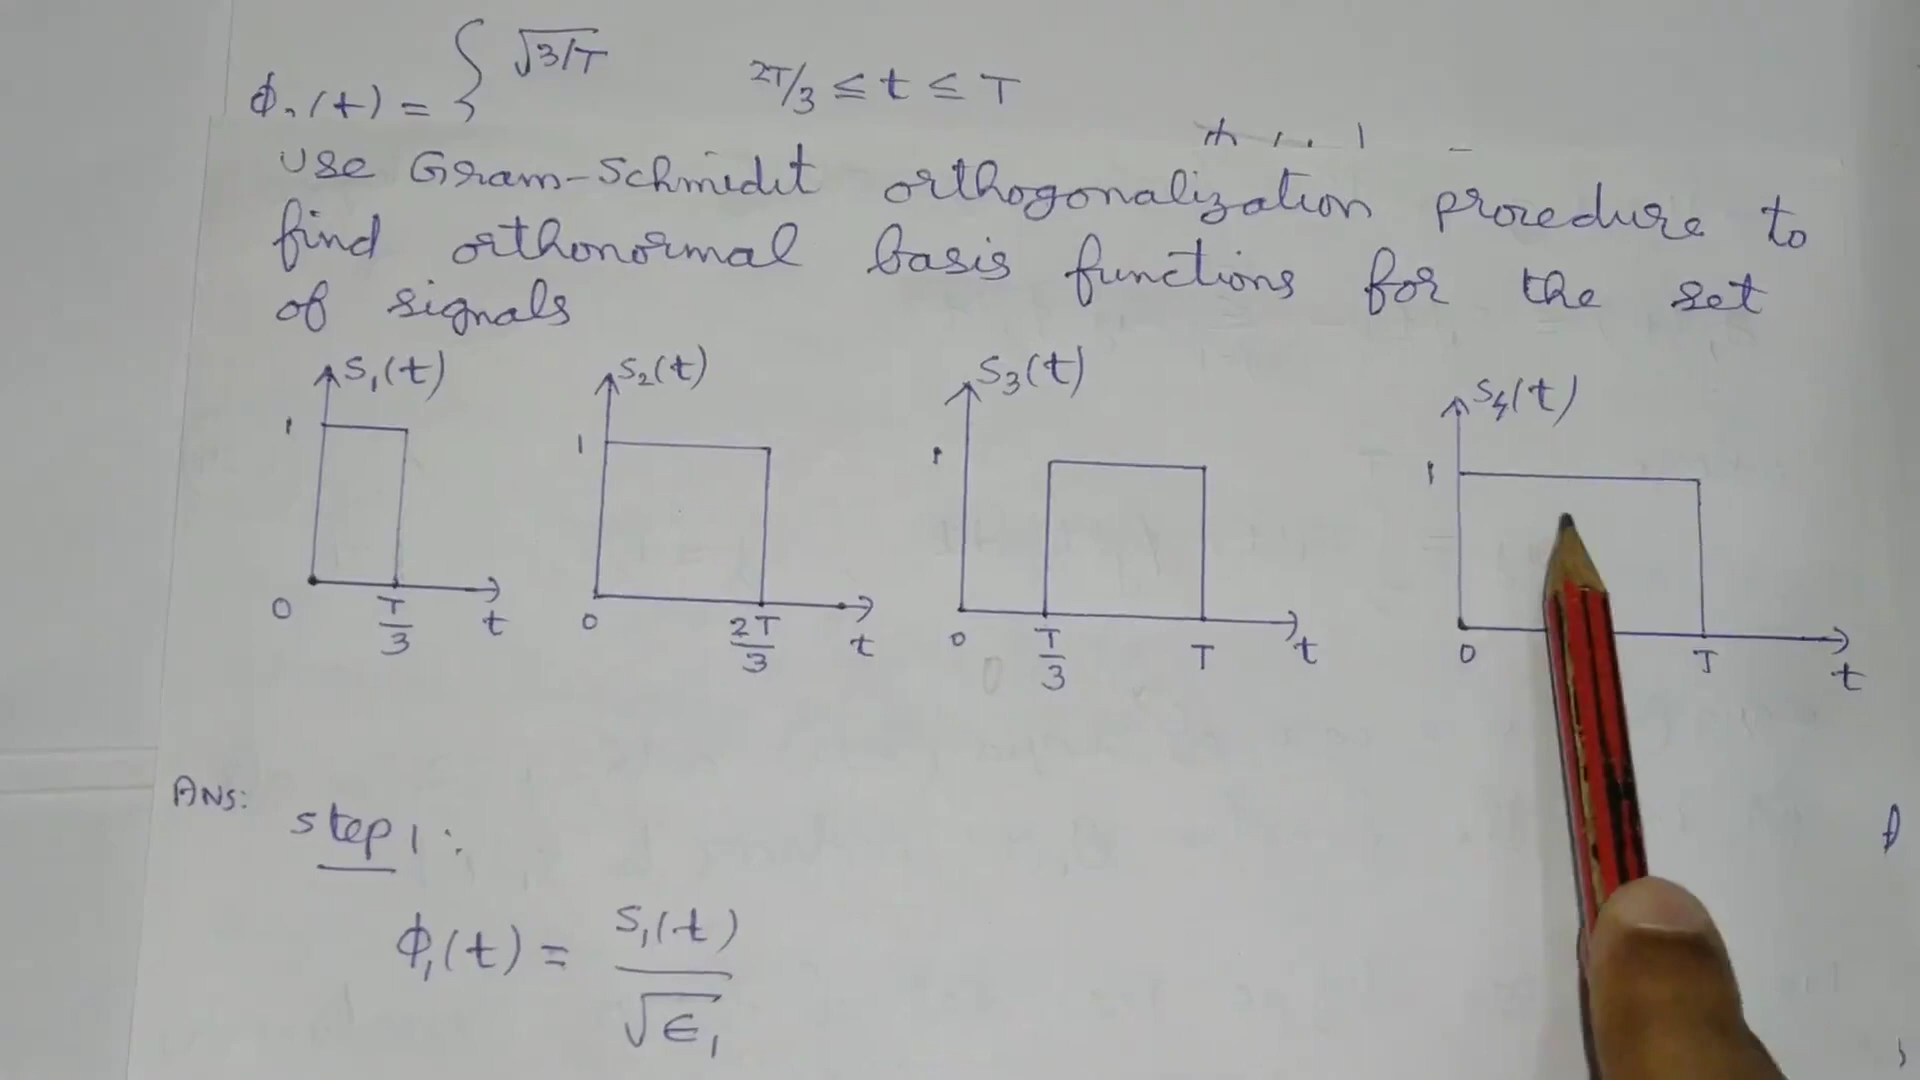 √3/T
ϕ (t) = { 2T/3 ≤ t ≤ T
Use Gram-Schmidt orthogonalization procedure to
find orthonormal basis functions for the set
of signals
S₁(t) S₂(t) S₃(t) S₄(t)
1 1 1 1
0 T/3 t 0 2T/3 t 0 T/3 T t 0 T t
ANS:
Step 1:
ϕ₁(t) = S₁(t)
√ϵ₁